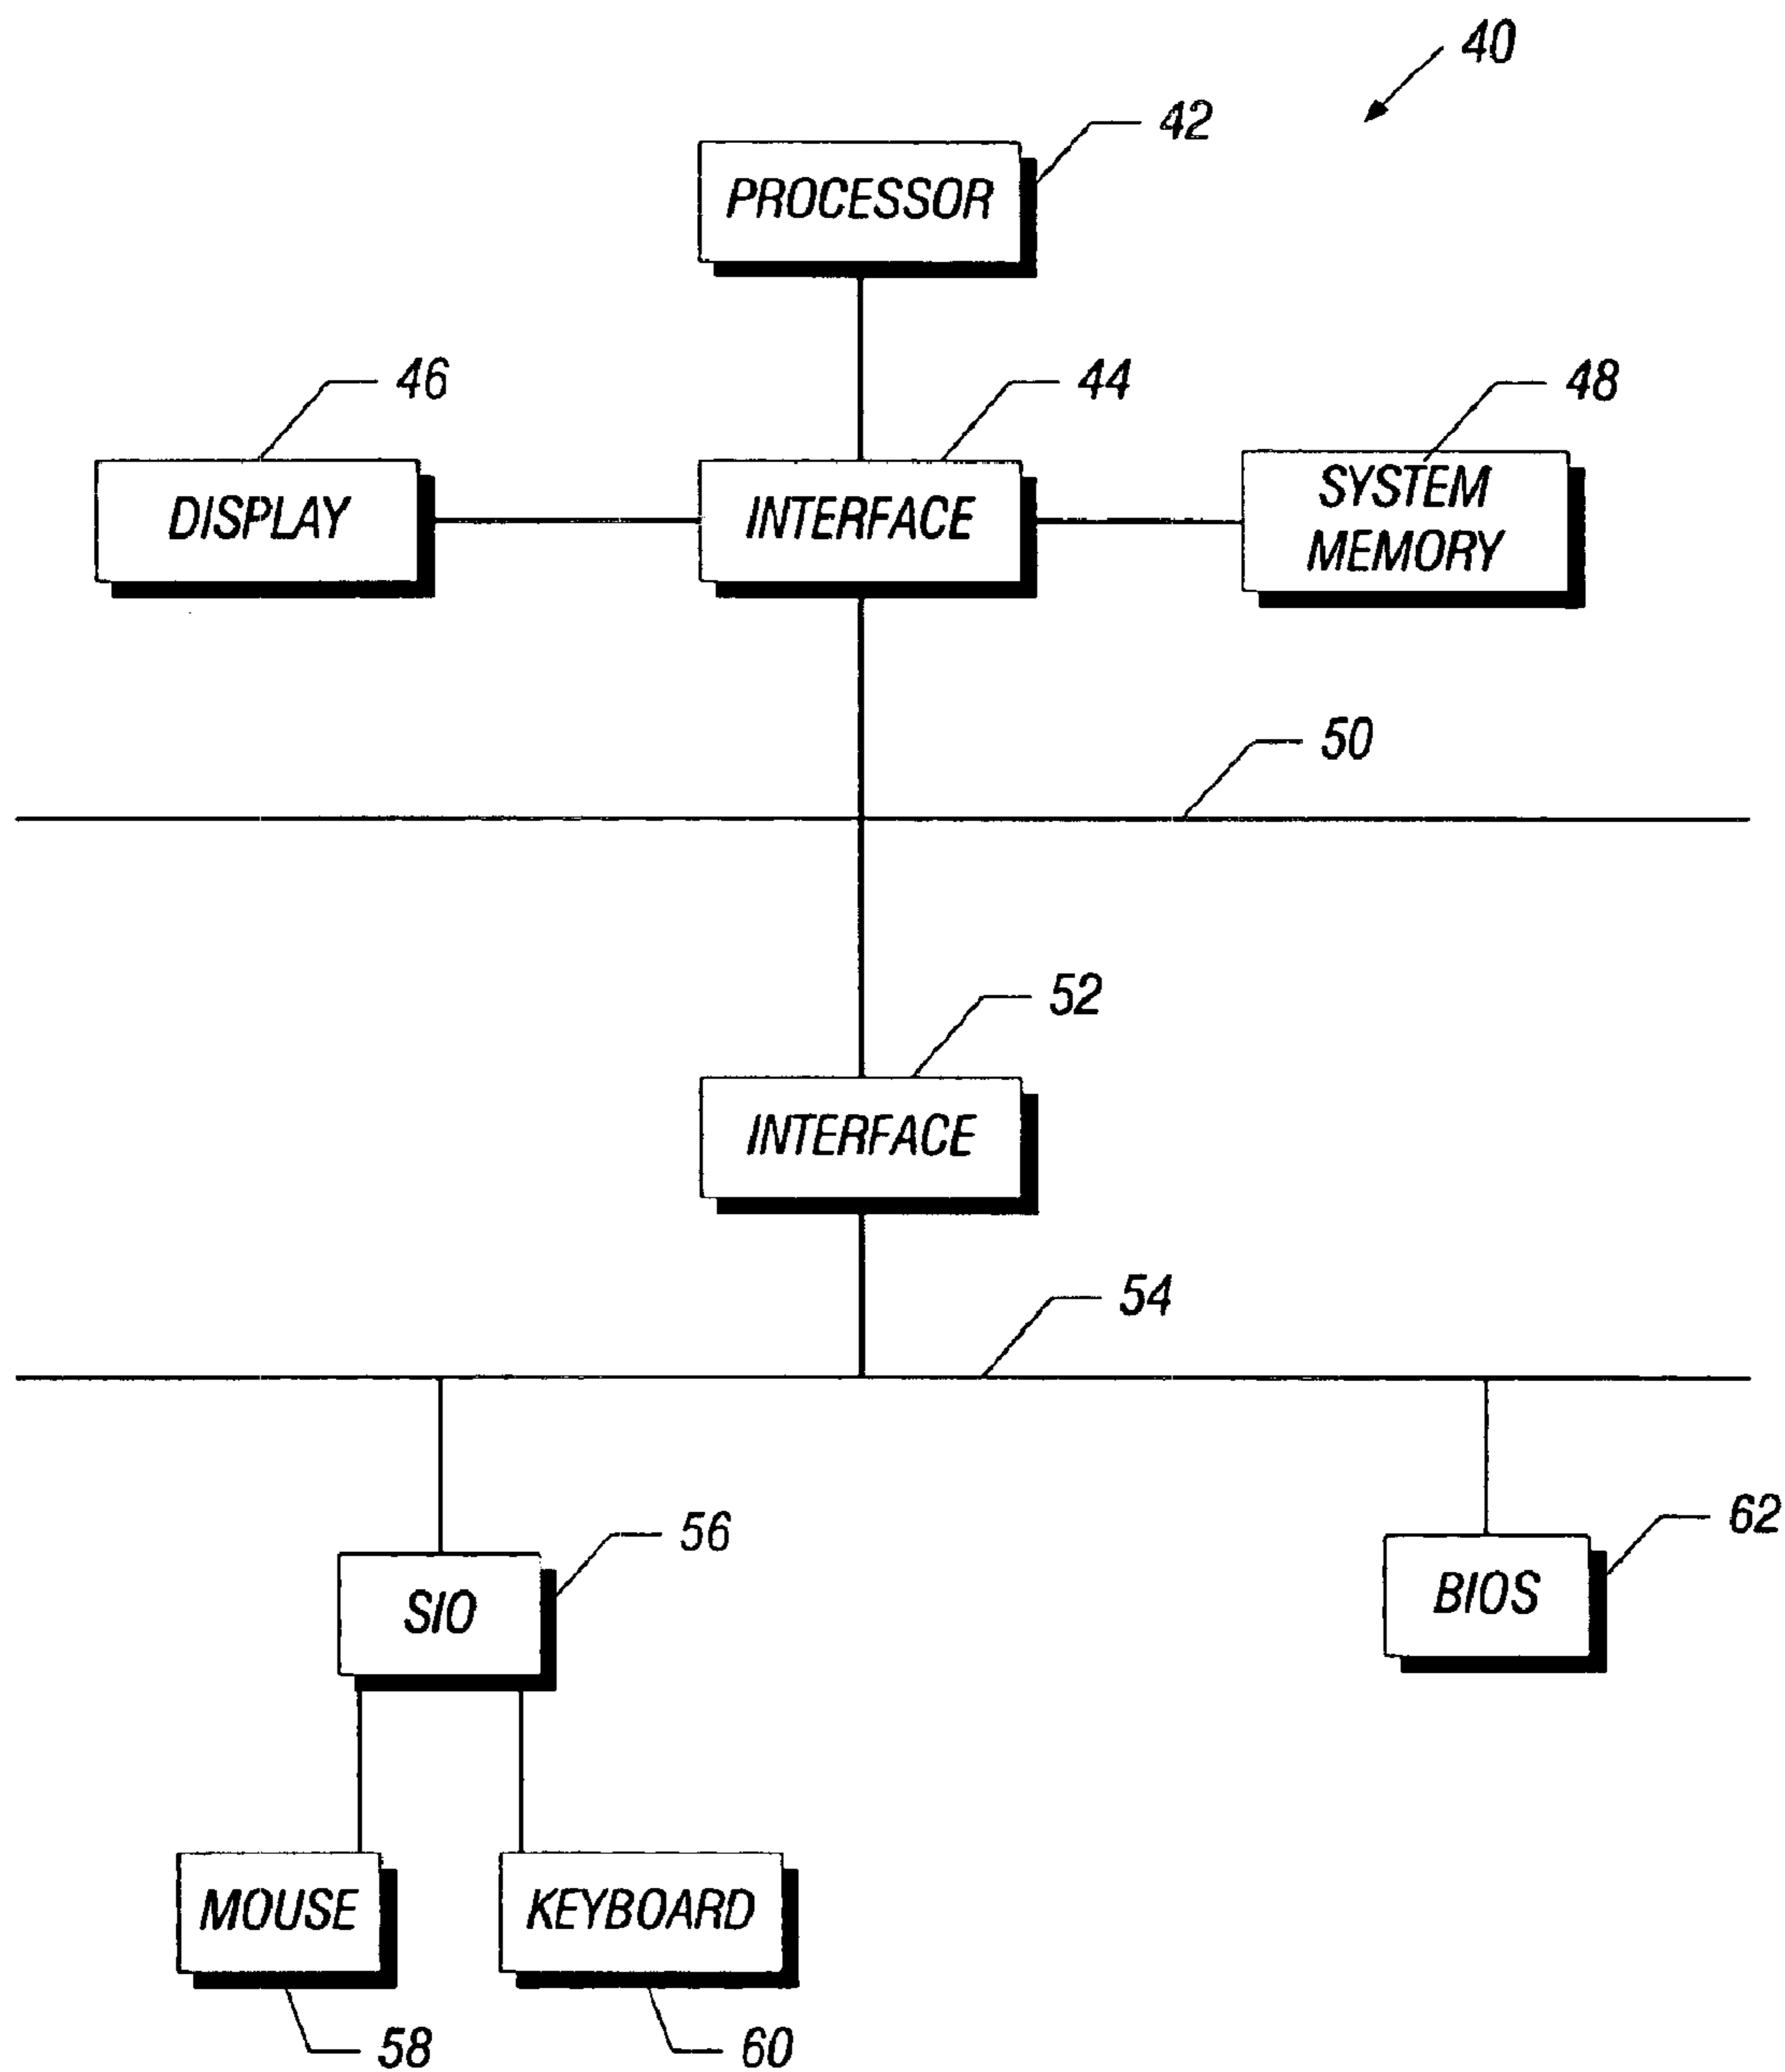 40
42
PROCESSOR
46
44
48
DISPLAY
INTERFACE
SYSTEM
MEMORY
50
52
INTERFACE
54
56
62
SIO
BIOS
MOUSE
KEYBOARD
58
60